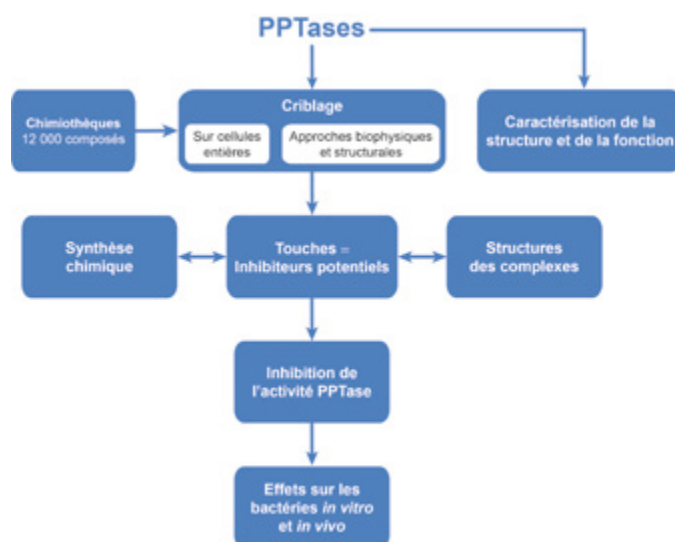 PPTases
Chimiothèques
12 000 composés
Criblage
Sur cellules
entières
Approches biophysiques
et structurales
Caractérisation de la
structure et de la fonction
Synthèse
chimique
Touches =
Inhibiteurs potentiels
Structures
des complexes
Inhibition de
l'activité PPTase
Effets sur les
bactéries in vitro
et in vivo